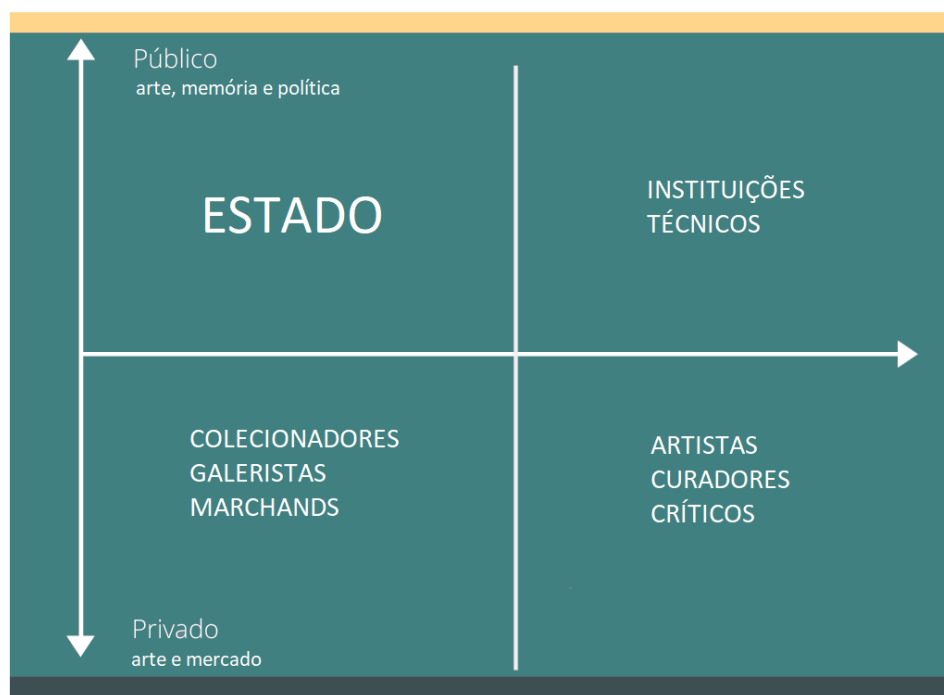 Público
arte, memória e política
ESTADO
INSTITUIÇÕES
TÉCNICOS
COLECIONADORES
GALERISTAS
MARCHANDS
ARTISTAS
CURADORES
CRÍTICOS
Privado
arte e mercado